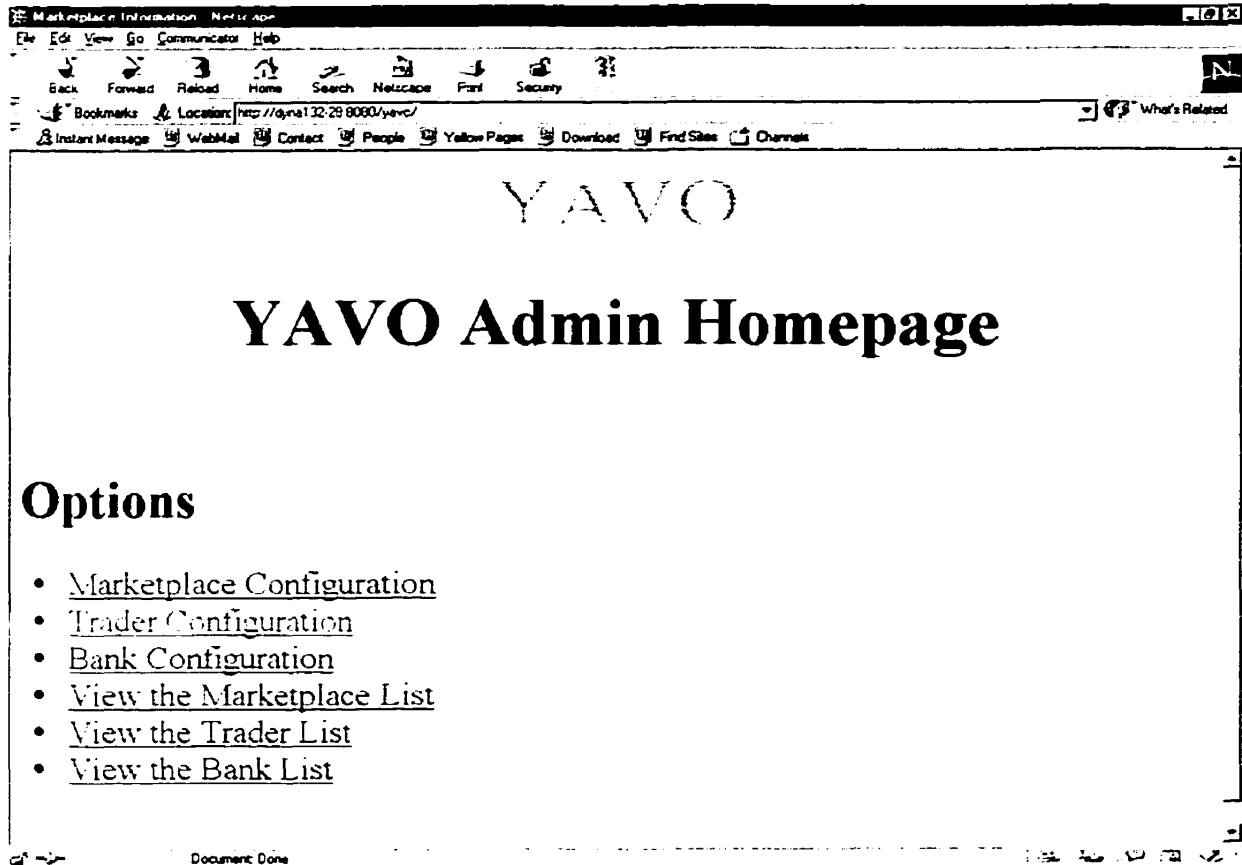 Marketplace Information - Netscape
File Edit View Go Communicator Help
Back Forward Reload Home Search Netscape Print Security
Bookmarks Location: http://dyna132-28:8080/yavo/ What's Related
Instant Message WebMail Contact People Yellow Pages Download Find Sites Channels
YAVO
YAVO Admin Homepage
Options
• Marketplace Configuration
• Trader Configuration
• Bank Configuration
• View the Marketplace List
• View the Trader List
• View the Bank List
Document: Done